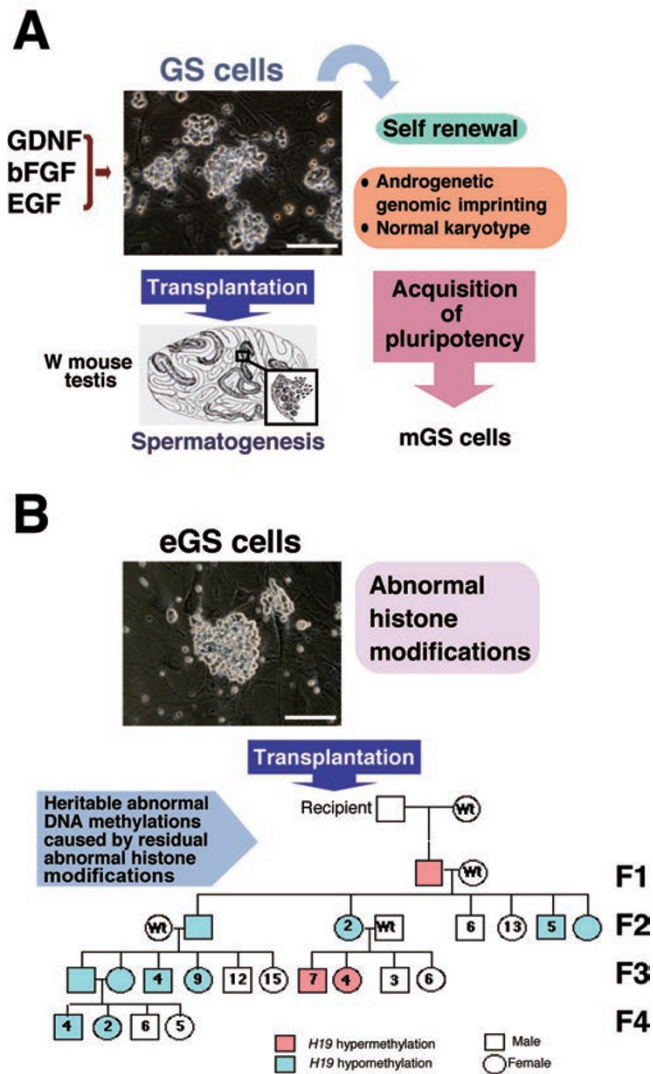 A
GS cells
GDNF
bFGF
EGF
Self renewal
• Androgenetic
genomic imprinting
• Normal karyotype
Transplantation
Acquisition
of
pluripotency
W mouse
testis
Spermatogenesis
mGS cells
B
eGS cells
Abnormal
histone
modifications
Transplantation
Heritable abnormal
DNA methylations
caused by residual
abnormal histone
modifications
Recipient
Wt
Wt
F1
Wt
2
Wt
6
13
5
F2
4
9
12
15
7
4
3
6
F3
4
2
6
5
F4
H19 hypermethylation
Male
H19 hypomethylation
Female